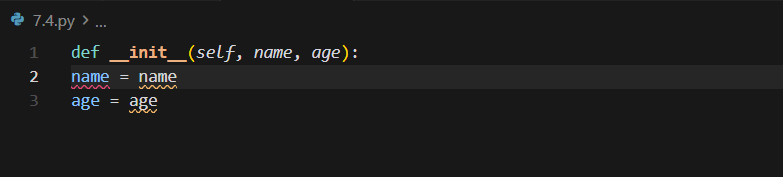 7.4.py > ...
1 def __init__(self, name, age):
2 name = name
3 age = age